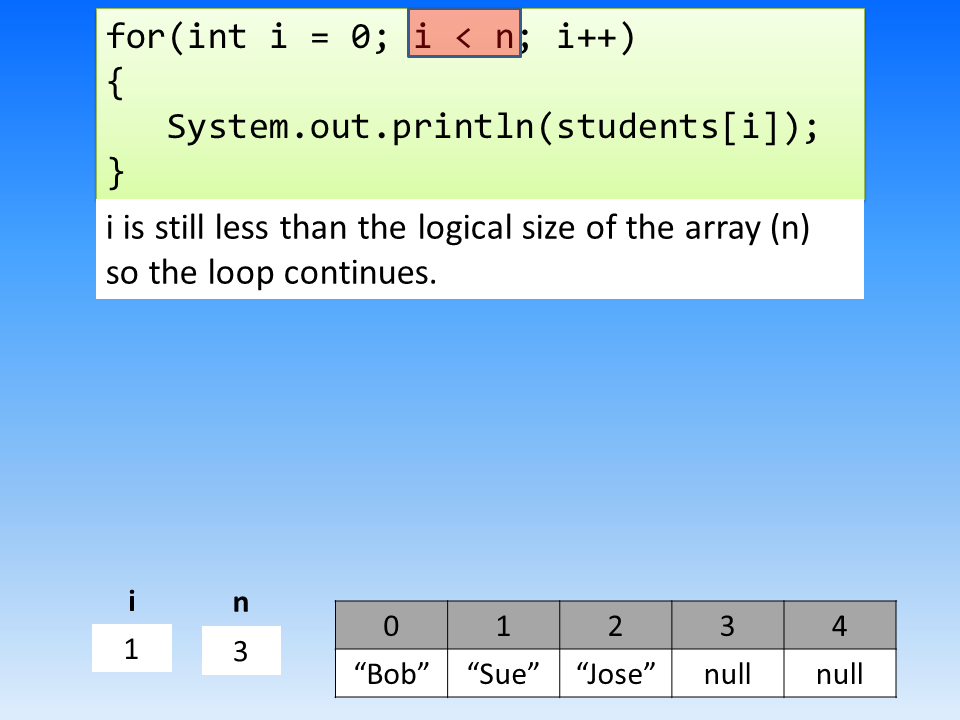 for(int i = 0; i < n; i++)
{
System.out.println(students[i]);
}
i is still less than the logical size of the array (n)
so the loop continues.
i n
1 3
0 1 2 3 4
“Bob” “Sue” “Jose” null null